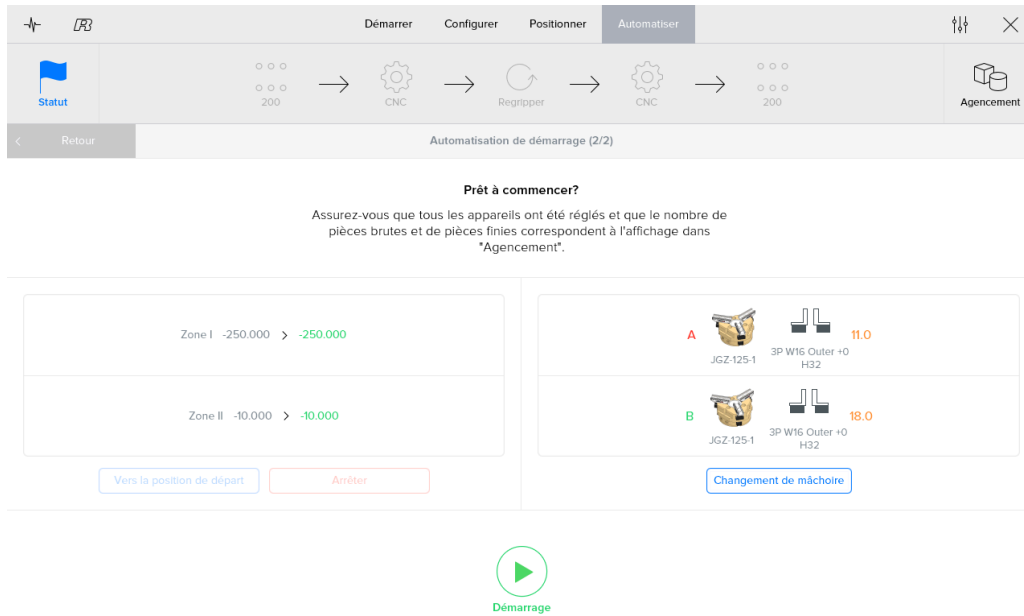 Démarrer Configurer Positionner Automatiser
Statut 200 CNC Regripper CNC 200 Agencement
Retour Automatisation de démarrage (2/2)
Prêt à commencer?
Assurez-vous que tous les appareils ont été réglés et que le nombre de
pièces brutes et de pièces finies correspondent à l'affichage dans
"Agencement".
Zone I -250.000 > -250.000
Zone II -10.000 > -10.000
Vers la position de départ Arrêter
A JGZ-125-1 3P W16 Outer +0 11.0
H32
B JGZ-125-1 3P W16 Outer +0 18.0
H32
Changement de mâchoire
Démarrage